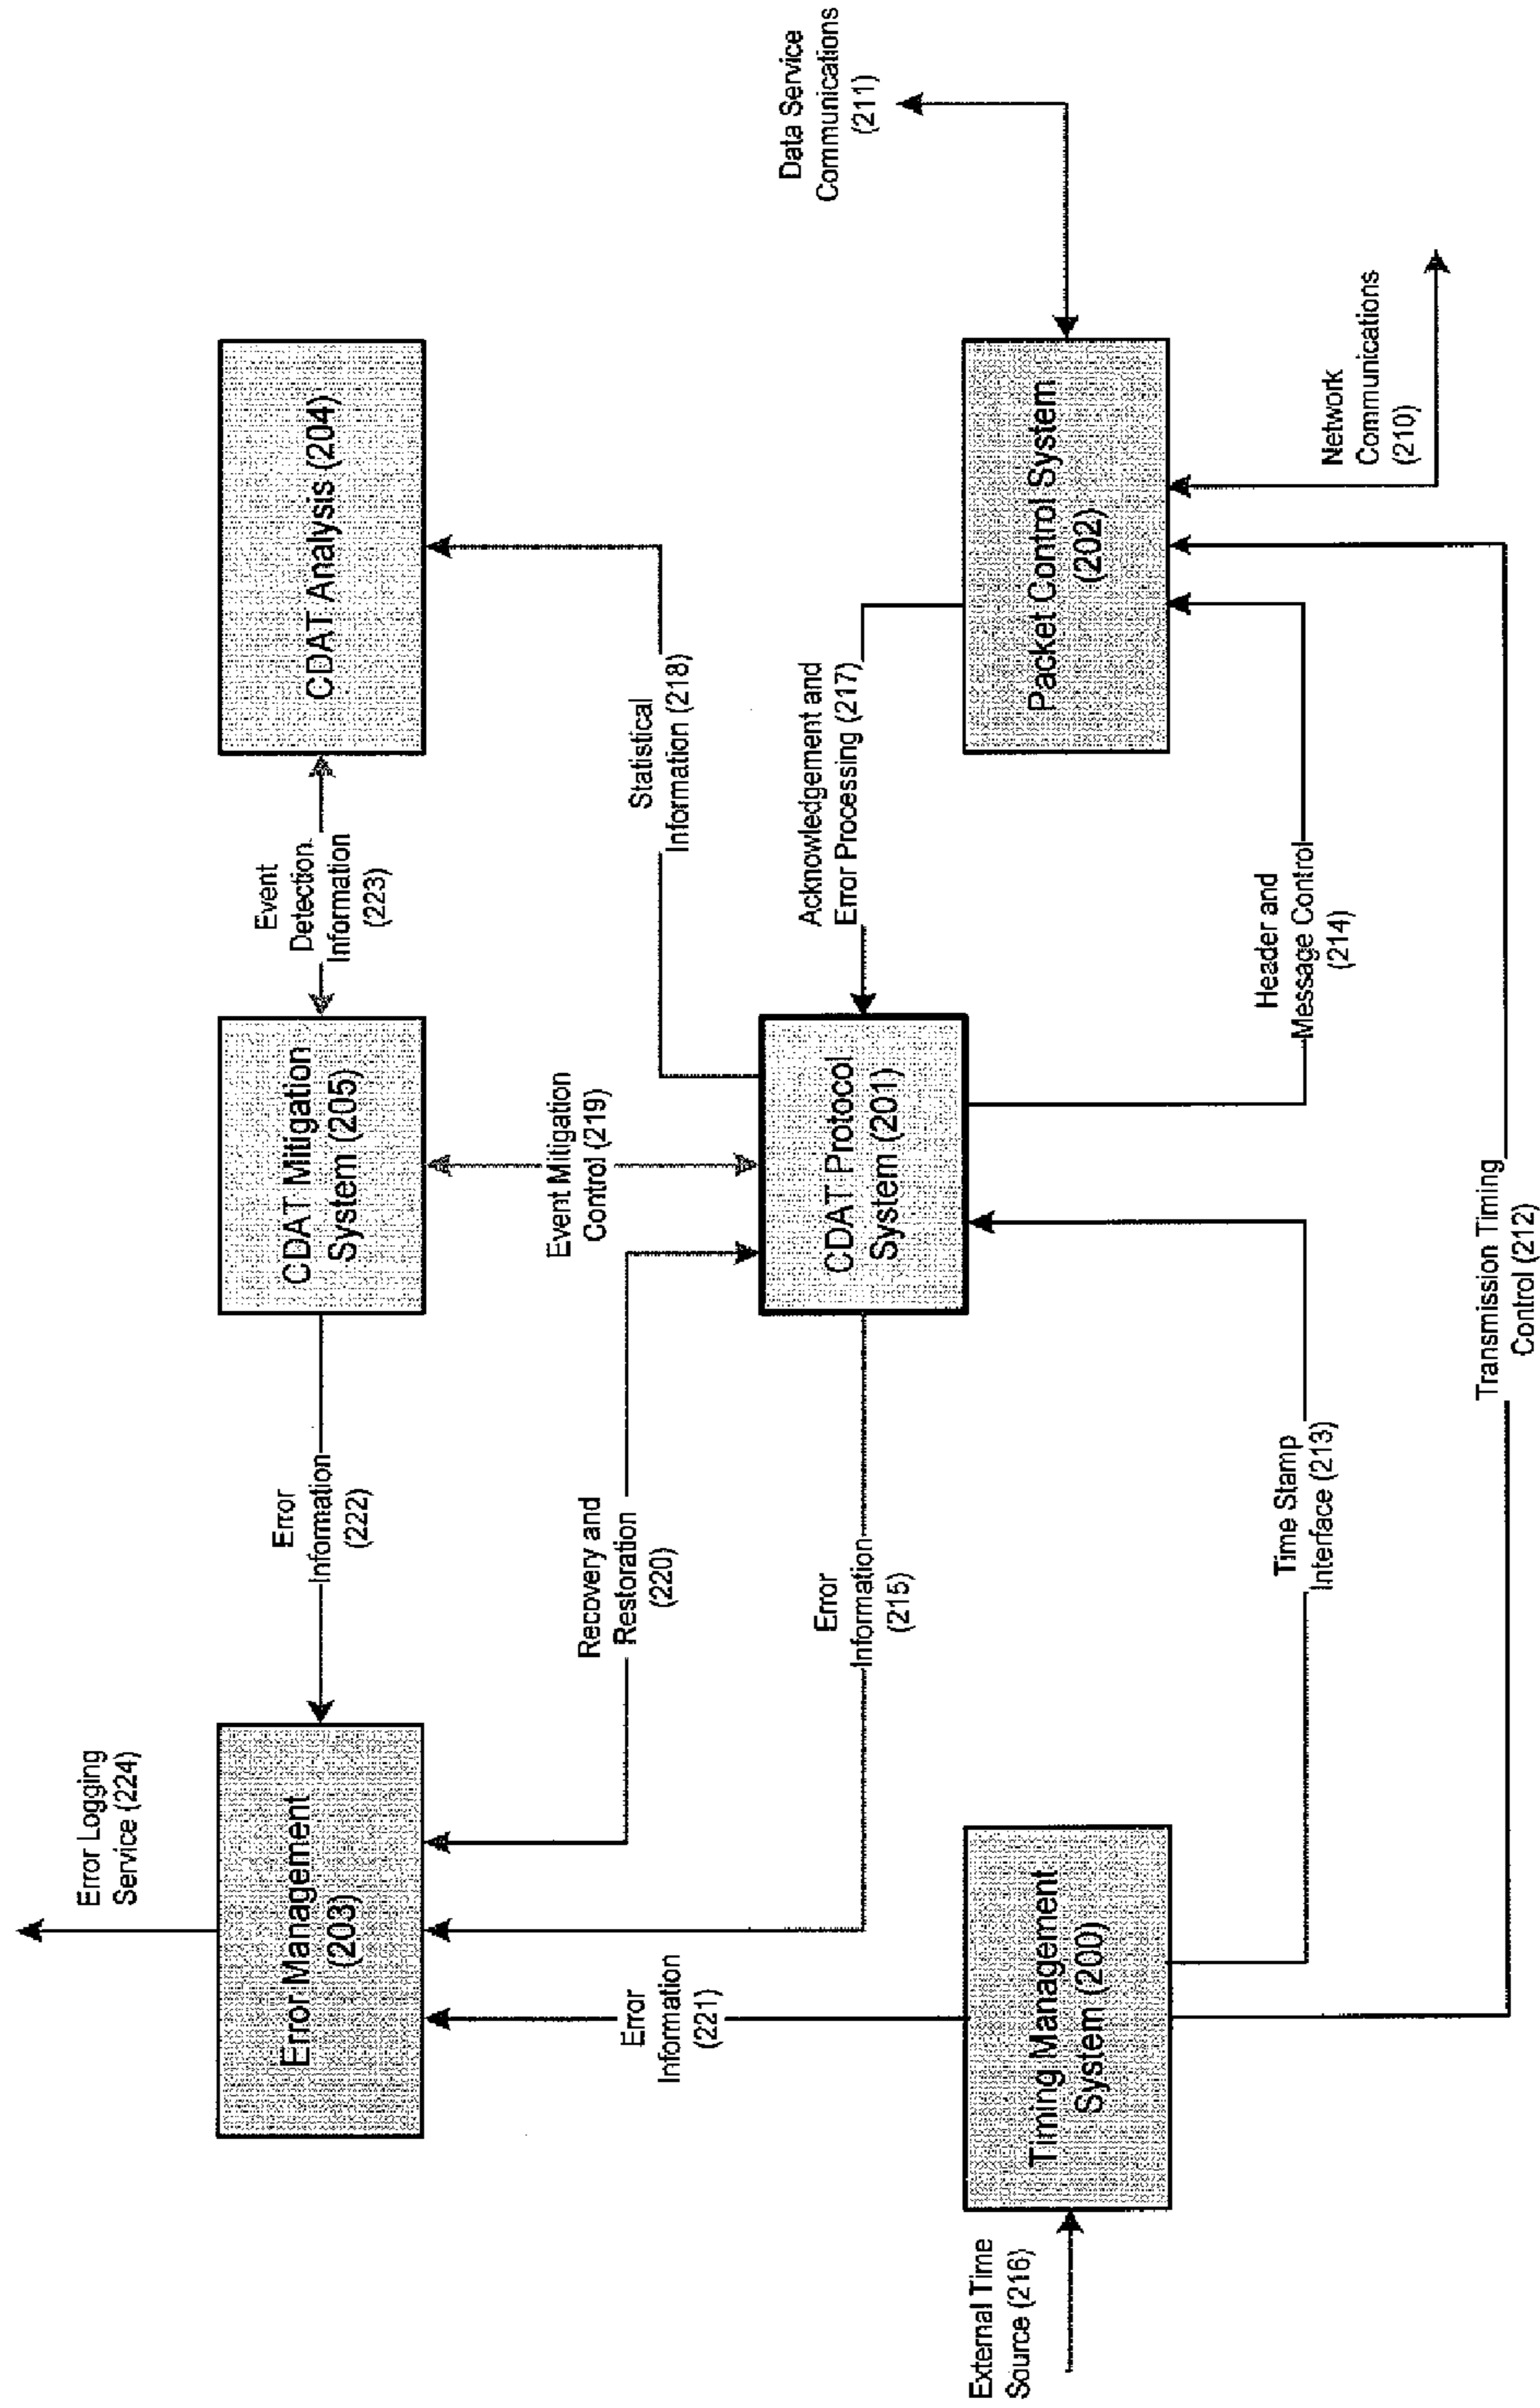 Error Logging
Service (224)
Error Management
(203)
Error
Information
(222)
CDAT Mitigation
System (205)
Event
Detection
Information
(223)
CDAT Analysis (204)
Recovery and
Restoration
(220)
Event Mitigation
Control (219)
Statistical
Information (218)
Error
Information
(221)
Error
Information
(215)
CDAT Protocol
System (201)
Acknowledgement and
Error Processing (217)
Data Service
Communications
(211)
External Time
Source (216)
Timing Management
System (200)
Time Stamp
Interface (213)
Header and
Message Control
(214)
Packet Control System
(202)
Network
Communications
(210)
Transmission Timing
Control (212)